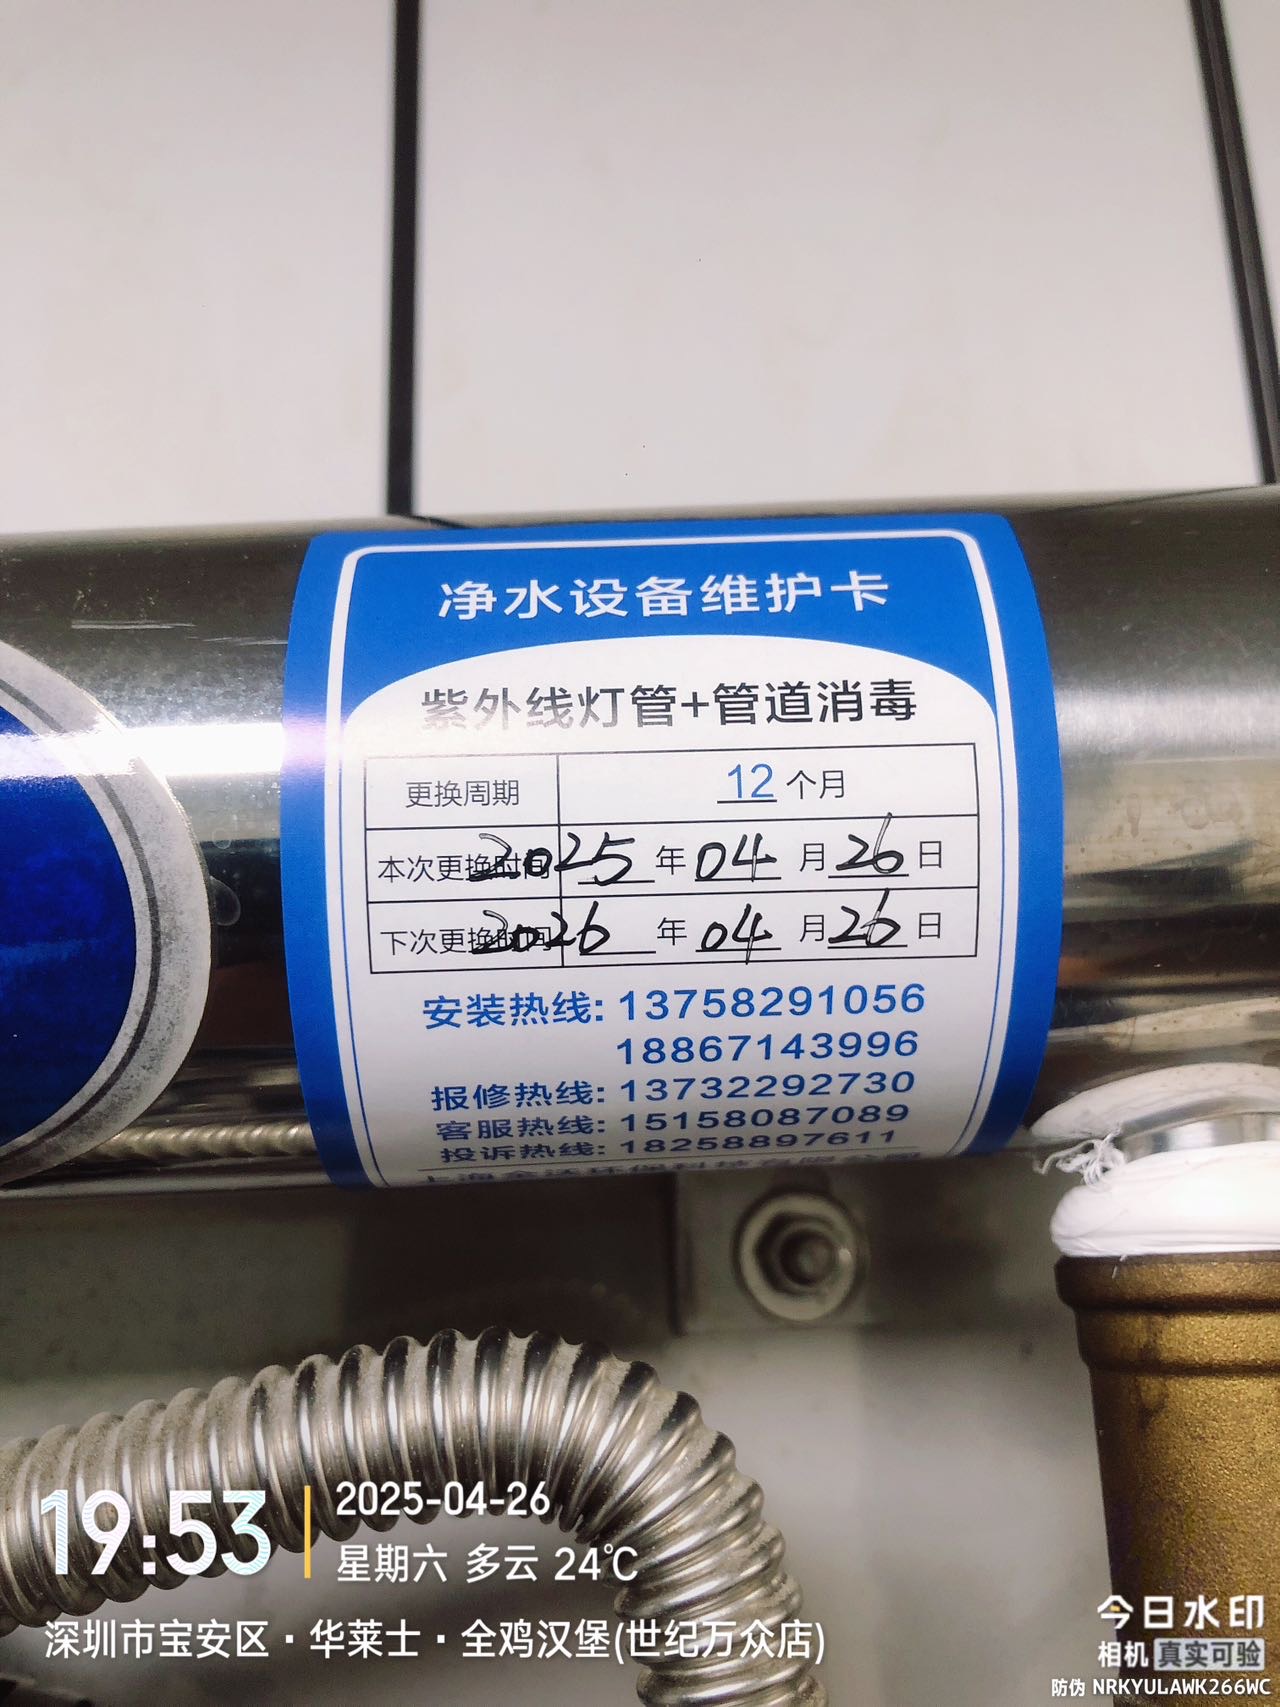 净水设备维护卡
紫外线灯管+管道消毒
更换周期 12 个月
本次更换时间 2025 年 04 月 26 日
下次更换时间 2026 年 04 月 26 日
安装热线: 13758291056
18867143996
报修热线: 13732292730
客服热线: 15158087089
投诉热线: 18258897611
19:53
2025-04-26
星期六 多云 24℃
深圳市宝安区·华莱士·全鸡汉堡(世纪万众店)
今日水印
相机 真实可验
防伪 NRKYULAWK266WC